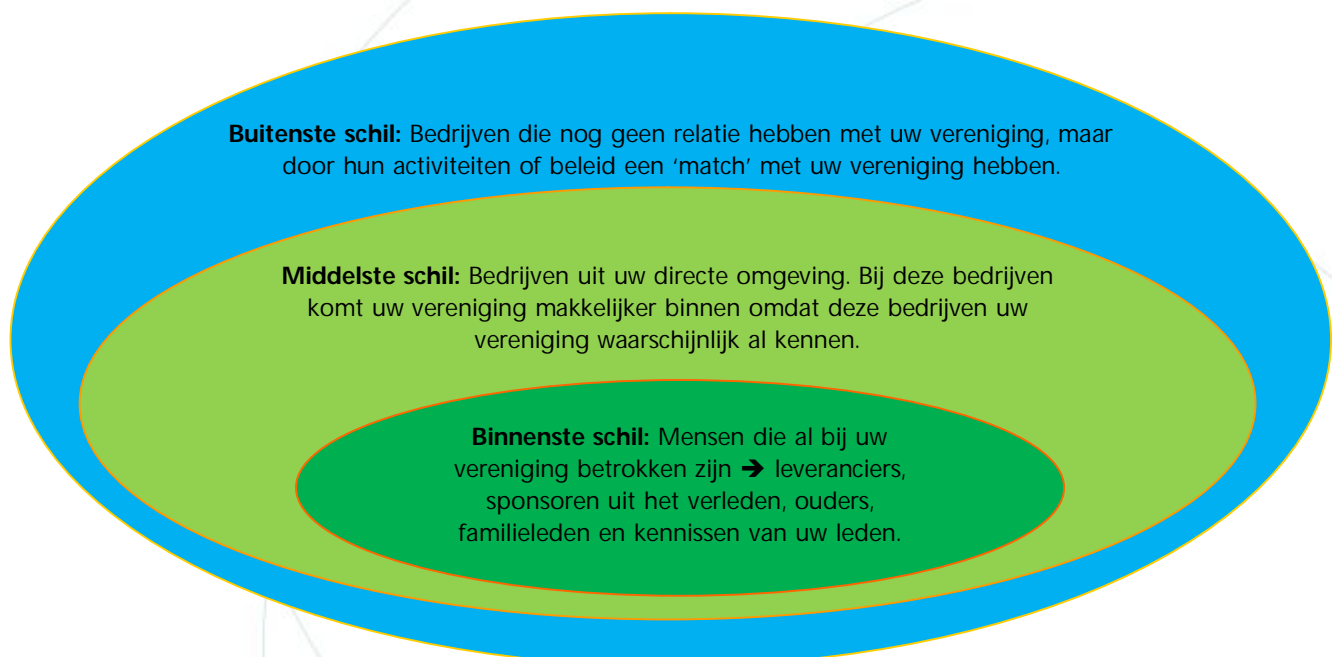 Buitenste schil: Bedrijven die nog geen relatie hebben met uw vereniging, maar
door hun activiteiten of beleid een ‘match’ met uw vereniging hebben.
Middelste schil: Bedrijven uit uw directe omgeving. Bij deze bedrijven
komt uw vereniging makkelijker binnen omdat deze bedrijven uw
vereniging waarschijnlijk al kennen.
Binnenste schil: Mensen die al bij uw
vereniging betrokken zijn ➔ leveranciers,
sponsoren uit het verleden, ouders,
familieleden en kennissen van uw leden.